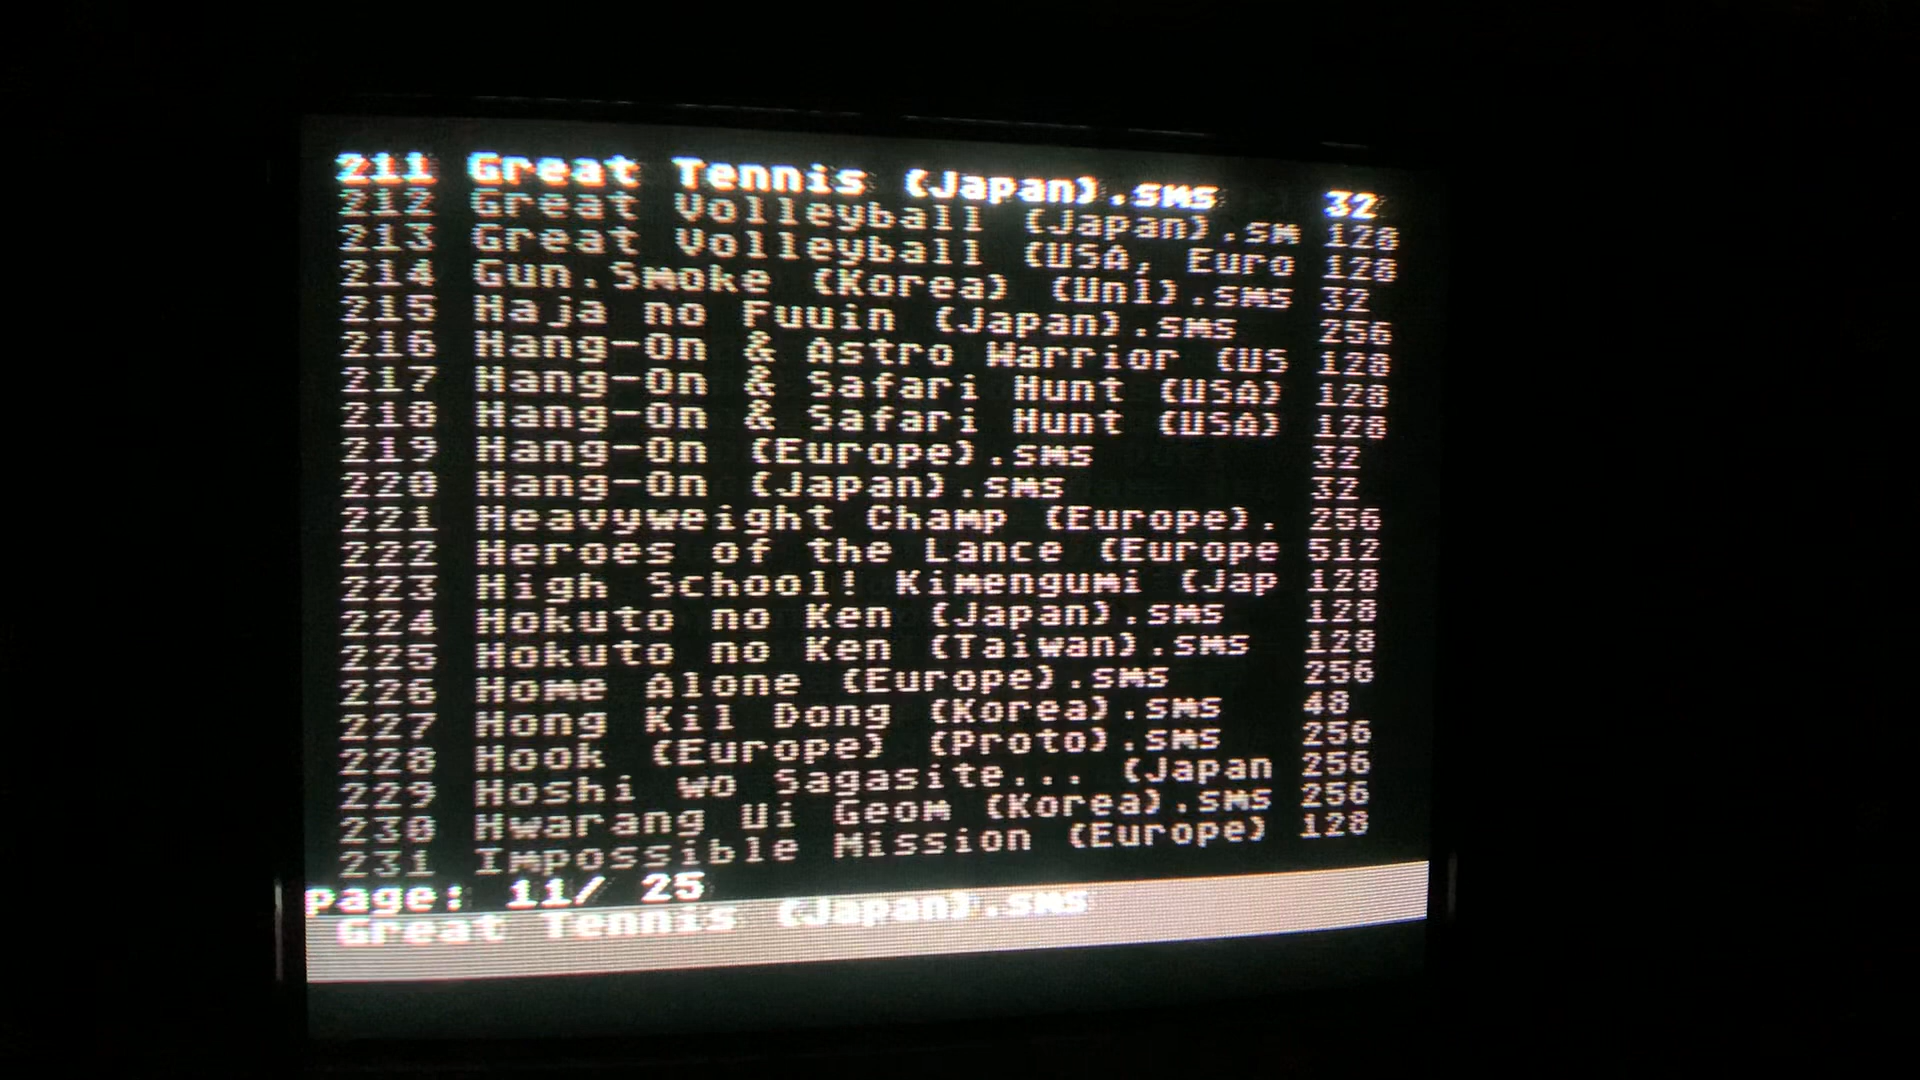 211 Great Tennis (Japan).sms 32
212 Great Volleyball (Japan).sm 128
213 Great Volleyball (USA, Euro 128
214 Gun.Smoke (Korea) (Unl).sms 32
215 Haja no Fuuin (Japan).sms 256
216 Hang-On & Astro Warrior (US 128
217 Hang-On & Safari Hunt (USA) 128
218 Hang-On & Safari Hunt (USA) 128
219 Hang-On (Europe).sms 32
220 Hang-On (Japan).sms 32
221 Heavyweight Champ (Europe). 256
222 Heroes of the Lance (Europe 512
223 High School! Kimengumi (Jap 128
224 Hokuto no Ken (Japan).sms 128
225 Hokuto no Ken (Taiwan).sms 128
226 Home Alone (Europe).sms 256
227 Hong Kil Dong (Korea).sms 48
228 Hook (Europe) (Proto).sms 256
229 Hoshi wo Sagasite... (Japan 256
230 Hwarang Ui Geom (Korea).sms 256
231 Impossible Mission (Europe) 128
Page: 11/ 25
Great Tennis (Japan).sms